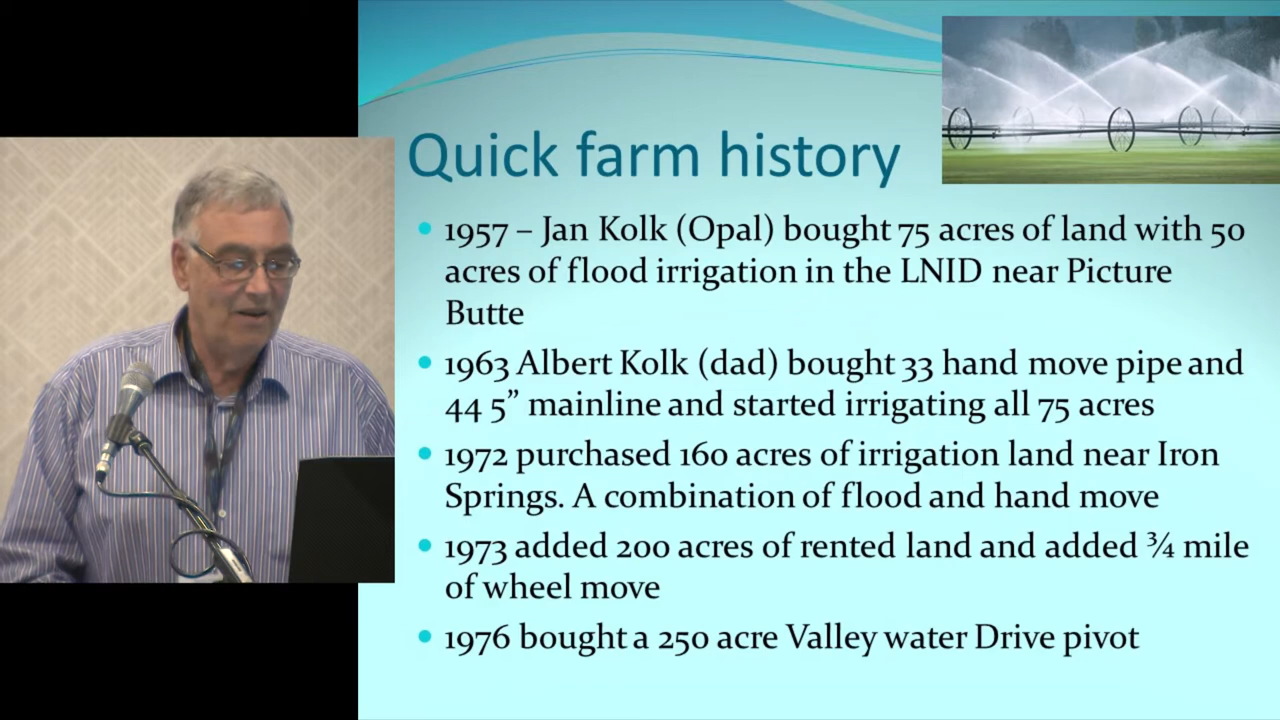 Quick farm history
1957 – Jan Kolk (Opal) bought 75 acres of land with 50
acres of flood irrigation in the LNID near Picture
Butte
1963 Albert Kolk (dad) bought 33 hand move pipe and
44 5” mainline and started irrigating all 75 acres
1972 purchased 160 acres of irrigation land near Iron
Springs. A combination of flood and hand move
1973 added 200 acres of rented land and added ¾ mile
of wheel move
1976 bought a 250 acre Valley water Drive pivot